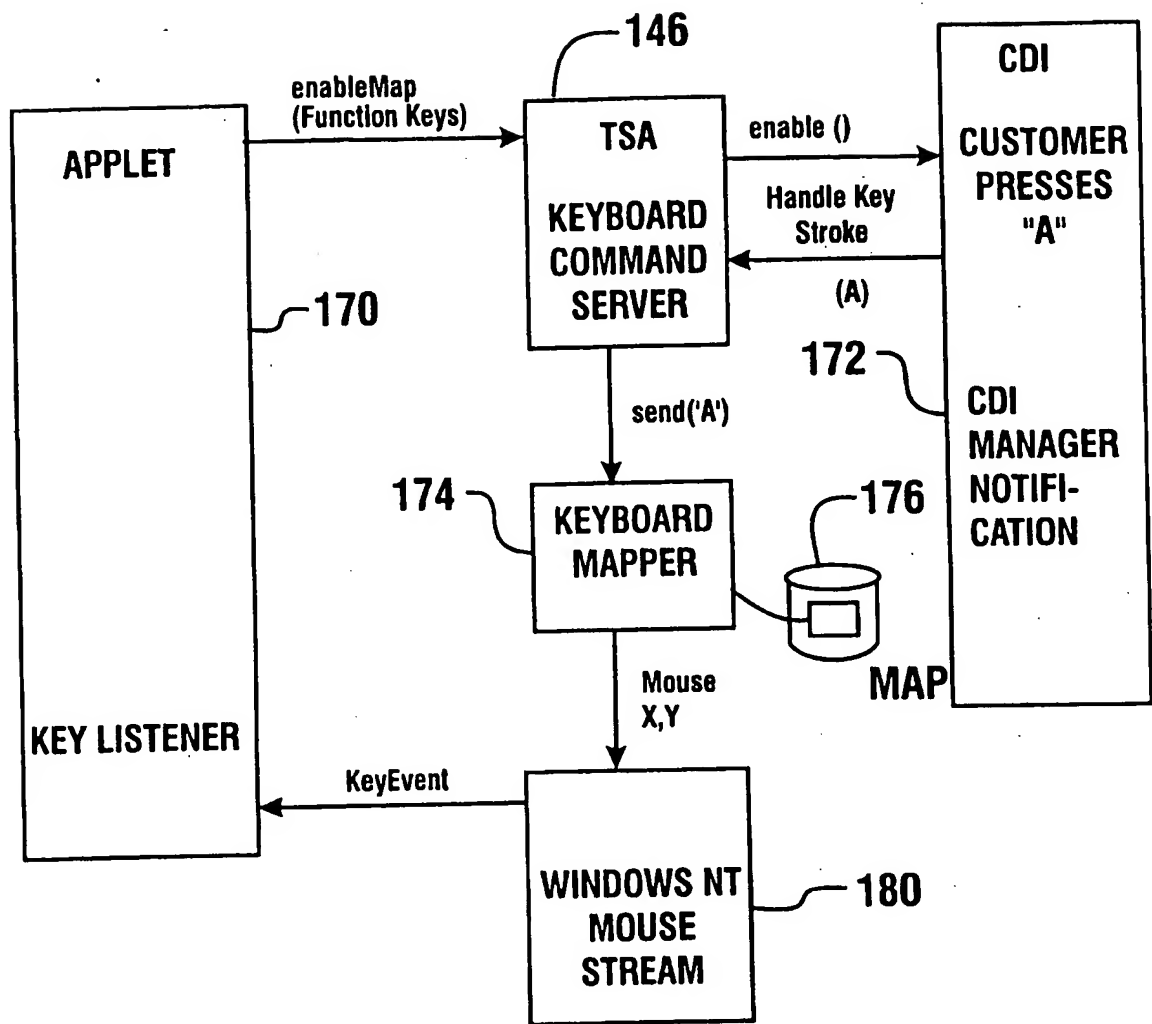 146
enableMap
(Function Keys)
APPLET
170
KEY LISTENER
TSA
KEYBOARD
COMMAND
SERVER
enable ()
Handle Key
Stroke
(A)
CDI
CUSTOMER
PRESSES
"A"
172
CDI
MANAGER
NOTIFI-
CATION
send('A')
174
KEYBOARD
MAPPER
176
MAP
Mouse
X,Y
KeyEvent
WINDOWS NT
MOUSE
STREAM
180